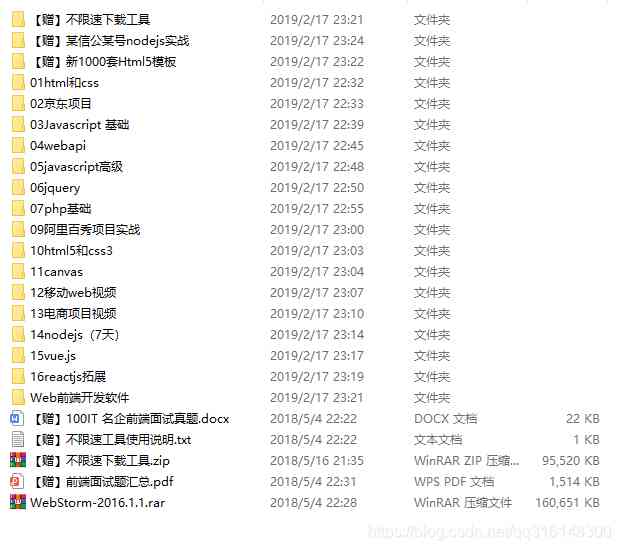 【赠】不限速下载工具 2019/2/17 23:21 文件夹
【赠】某信公某号nodejs实战 2019/2/17 23:24 文件夹
【赠】新1000套Html5模板 2019/2/17 23:22 文件夹
01html和css 2019/2/17 22:32 文件夹
02京东项目 2019/2/17 22:33 文件夹
03Javascript 基础 2019/2/17 22:39 文件夹
04webapi 2019/2/17 22:45 文件夹
05javascript高级 2019/2/17 22:48 文件夹
06jquery 2019/2/17 22:50 文件夹
07php基础 2019/2/17 22:55 文件夹
09阿里百秀项目实战 2019/2/17 23:00 文件夹
10html5和css3 2019/2/17 23:03 文件夹
11canvas 2019/2/17 23:04 文件夹
12移动web视频 2019/2/17 23:07 文件夹
13电商项目视频 2019/2/17 23:10 文件夹
14nodejs（7天） 2019/2/17 23:14 文件夹
15vue.js 2019/2/17 23:17 文件夹
16reactjs拓展 2019/2/17 23:19 文件夹
Web前端开发软件 2019/2/17 23:21 文件夹
【赠】100IT 名企前端面试真题.docx 2018/5/4 22:22 DOCX 文档 22 KB
【赠】不限速工具使用说明.txt 2018/5/4 22:22 文本文档 1 KB
【赠】不限速下载工具.zip 2018/5/16 21:35 WinRAR ZIP 压缩... 95,520 KB
【赠】前端面试题汇总.pdf 2018/5/4 22:31 WPS PDF 文档 1,514 KB
WebStorm-2016.1.1.rar 2018/5/4 22:28 WinRAR 压缩文件 160,651 KB
https://blog.csdn.net/qq316148300